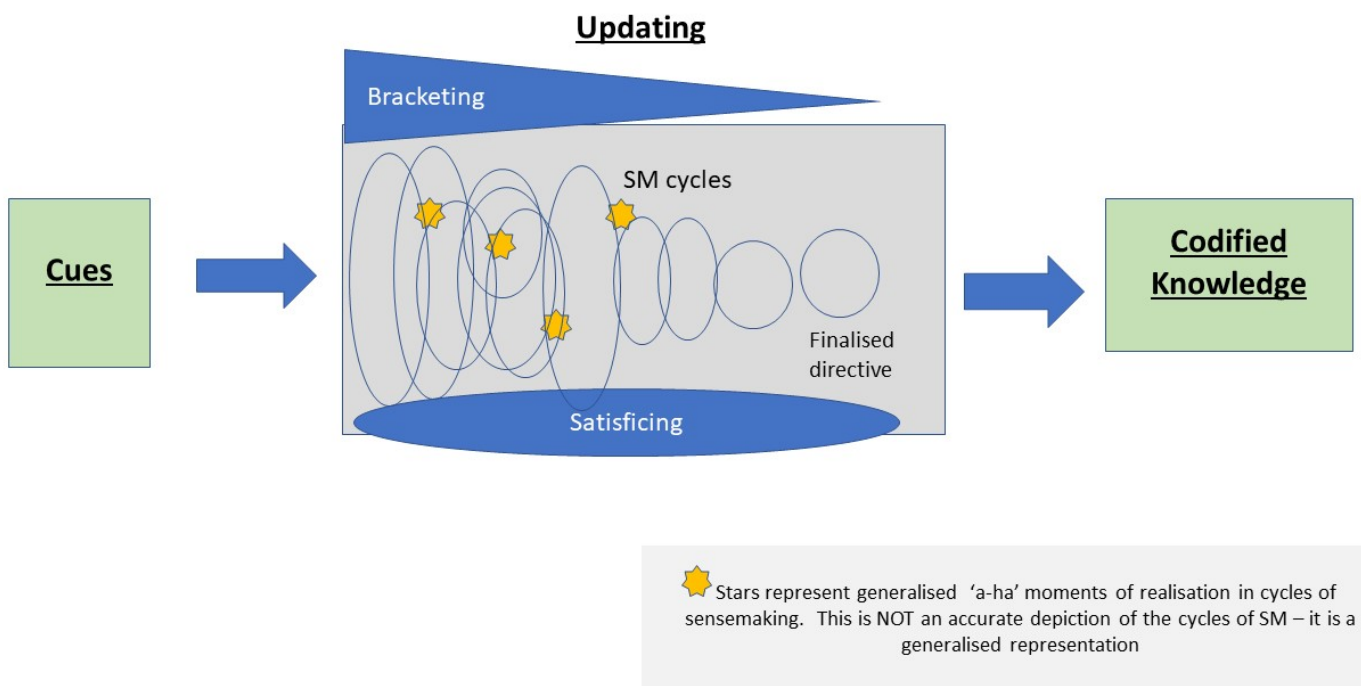 Updating
Bracketing
SM cycles
Cues
Codified
Knowledge
Finalised
directive
Satisficing
Stars represent generalised ‘a-ha’ moments of realisation in cycles of
sensemaking. This is NOT an accurate depiction of the cycles of SM – it is a
generalised representation